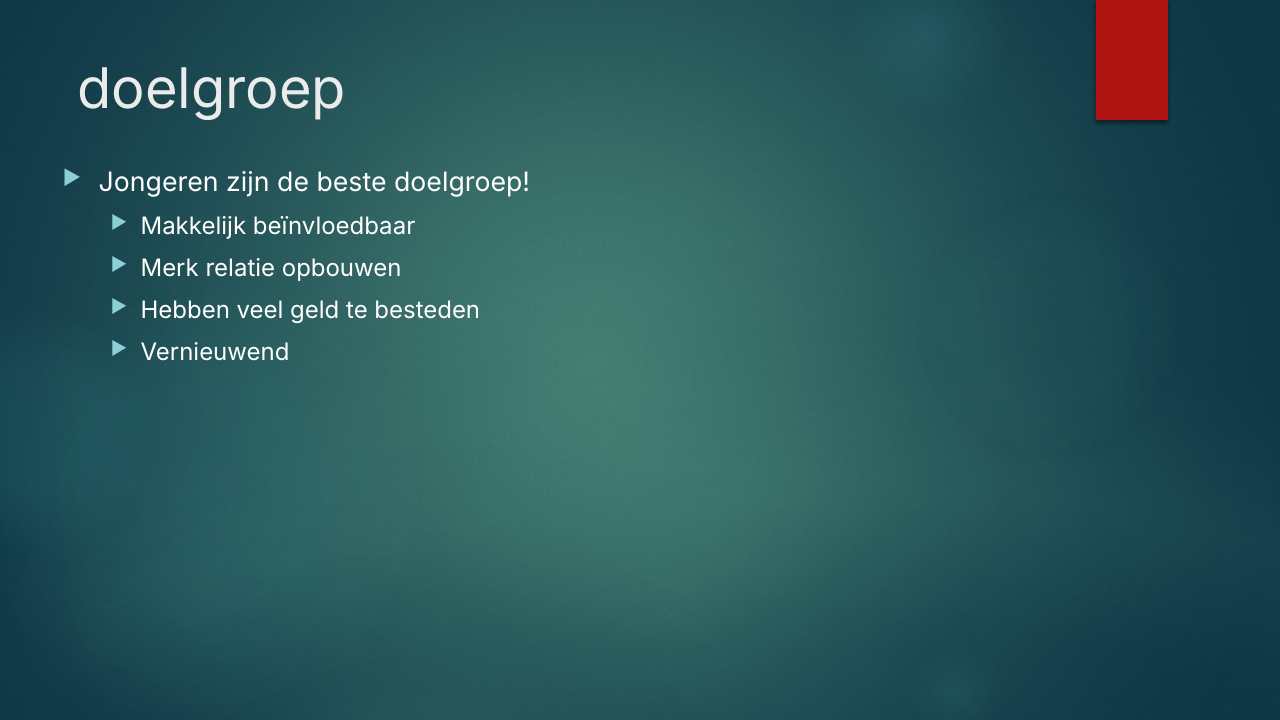 doelgroep
Jongeren zijn de beste doelgroep!
Makkelijk beïnvloedbaar
Merk relatie opbouwen
Hebben veel geld te besteden
Vernieuwend